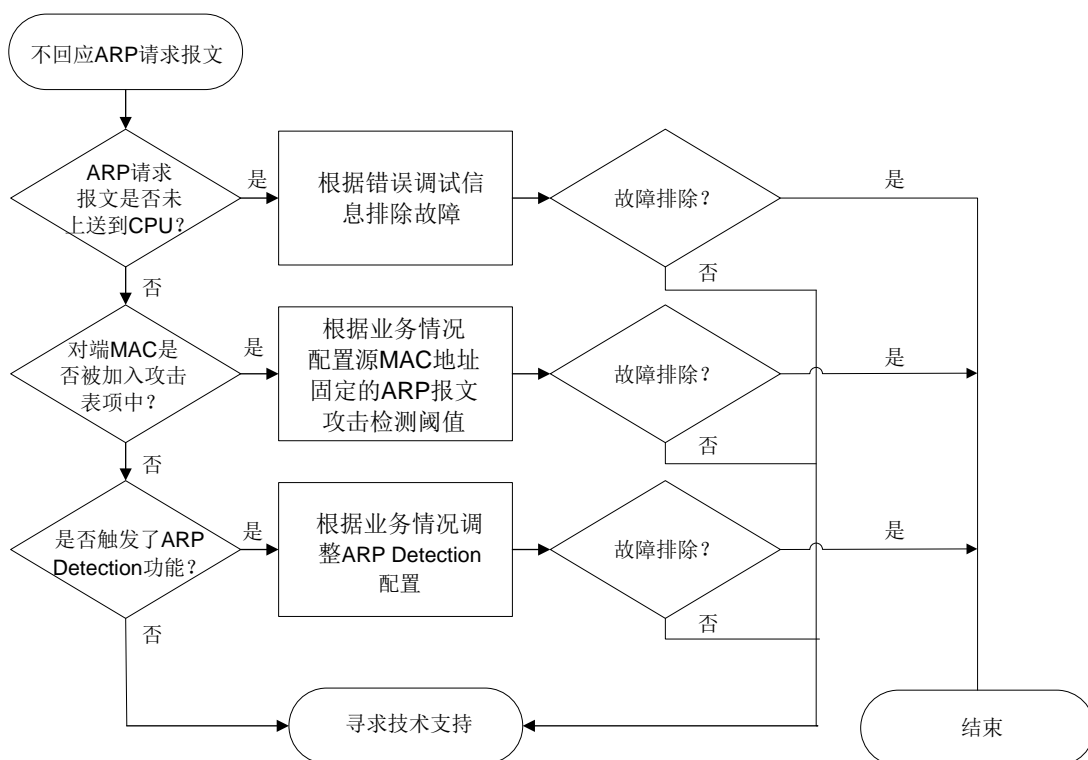 不回应ARP请求报文
ARP请求
报文是否未
上送到CPU?
是
根据错误调试信
息排除故障
故障排除?
是
否
否
对端MAC是
否被加入攻击
表项中?
是
根据业务情况
配置源MAC地址
固定的ARP报文
攻击检测阈值
故障排除?
是
否
否
是否触发了ARP
Detection功能?
是
根据业务情况调
整ARP Detection
配置
故障排除?
是
否
否
寻求技术支持
结束